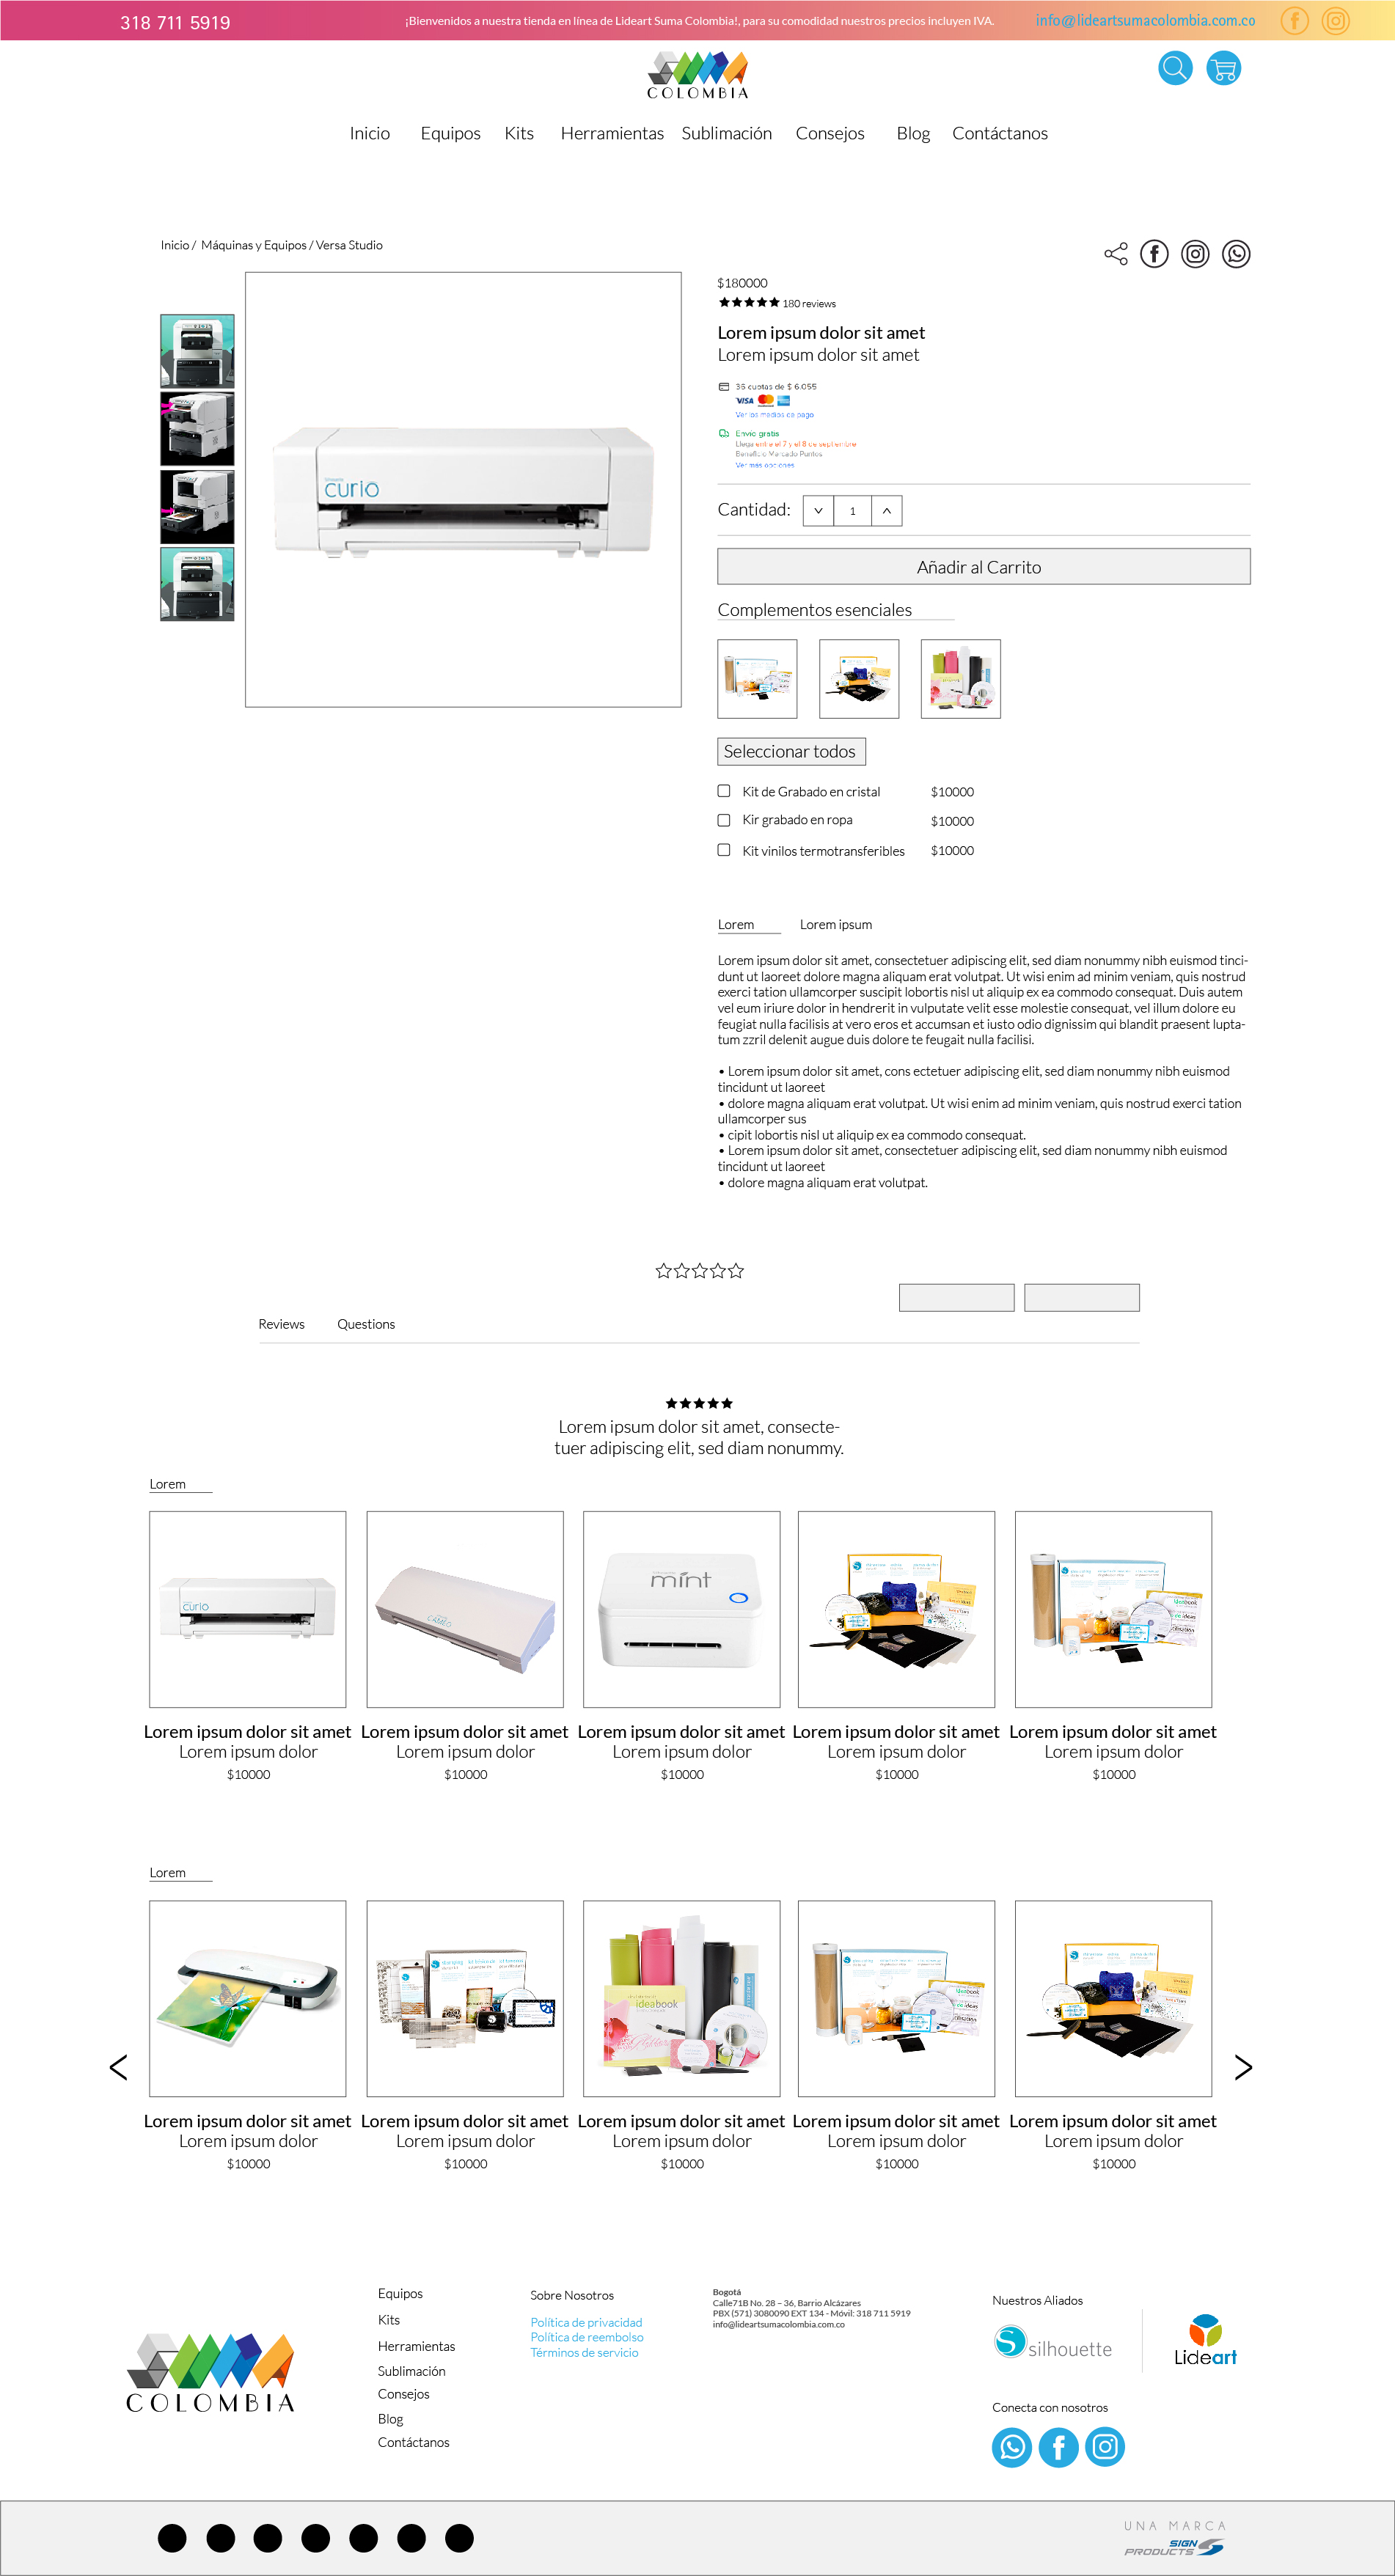 318 711 5919
¡Bienvenidos a nuestra tienda en línea de Lideart Suma Colombia!, para su comodidad nuestros precios incluyen IVA.
info@lideartsumacolombia.com.co
SUMA
COLOMBIA
Inicio Equipos Kits Herramientas Sublimación Consejos Blog Contáctanos
Inicio / Máquinas y Equipos / Versa Studio
curio
$180000
180 reviews
Lorem ipsum dolor sit amet
Lorem ipsum dolor sit amet
36 cuotas de $ 6.055
VISA
Ver los medios de pago
Envío gratis
Llega entre el 7 y el 8 de septiembre
Beneficio Mercado Puntos
Ver más opciones
Cantidad: 1
Añadir al Carrito
Complementos esenciales
Seleccionar todos
Kit de Grabado en cristal $10000
Kir grabado en ropa $10000
Kit vinilos termotransferibles $10000
Lorem Lorem ipsum
Lorem ipsum dolor sit amet, consectetuer adipiscing elit, sed diam nonummy nibh euismod tinci-
dunt ut laoreet dolore magna aliquam erat volutpat. Ut wisi enim ad minim veniam, quis nostrud
exerci tation ullamcorper suscipit lobortis nisl ut aliquip ex ea commodo consequat. Duis autem
vel eum iriure dolor in hendrerit in vulputate velit esse molestie consequat, vel illum dolore eu
feugiat nulla facilisis at vero eros et accumsan et iusto odio dignissim qui blandit praesent lupta-
tum zzril delenit augue duis dolore te feugait nulla facilisi.
• Lorem ipsum dolor sit amet, cons ectetuer adipiscing elit, sed diam nonummy nibh euismod
tincidunt ut laoreet
• dolore magna aliquam erat volutpat. Ut wisi enim ad minim veniam, quis nostrud exerci tation
ullamcorper sus
• cipit lobortis nisl ut aliquip ex ea commodo consequat.
• Lorem ipsum dolor sit amet, consectetuer adipiscing elit, sed diam nonummy nibh euismod
tincidunt ut laoreet
• dolore magna aliquam erat volutpat.
Reviews Questions
Lorem ipsum dolor sit amet, consecte-
tuer adipiscing elit, sed diam nonummy.
Lorem
curio
CAMEO
mint
Lorem ipsum dolor sit amet Lorem ipsum dolor sit amet Lorem ipsum dolor sit amet Lorem ipsum dolor sit amet Lorem ipsum dolor sit amet
Lorem ipsum dolor Lorem ipsum dolor Lorem ipsum dolor Lorem ipsum dolor Lorem ipsum dolor
$10000 $10000 $10000 $10000 $10000
Lorem
ideabook
Lorem ipsum dolor sit amet Lorem ipsum dolor sit amet Lorem ipsum dolor sit amet Lorem ipsum dolor sit amet Lorem ipsum dolor sit amet
Lorem ipsum dolor Lorem ipsum dolor Lorem ipsum dolor Lorem ipsum dolor Lorem ipsum dolor
$10000 $10000 $10000 $10000 $10000
SUMA
COLOMBIA
Equipos
Kits
Herramientas
Sublimación
Consejos
Blog
Contáctanos
Sobre Nosotros
Política de privacidad
Política de reembolso
Términos de servicio
Bogotá
Calle71B No. 28 – 36, Barrio Alcázares
PBX (571) 3080090 EXT 134 - Móvil: 318 711 5919
info@lideartsumacolombia.com.co
Nuestros Aliados
silhouette
Lideart
Conecta con nosotros
UNA MARCA
SIGN
PRODUCTS